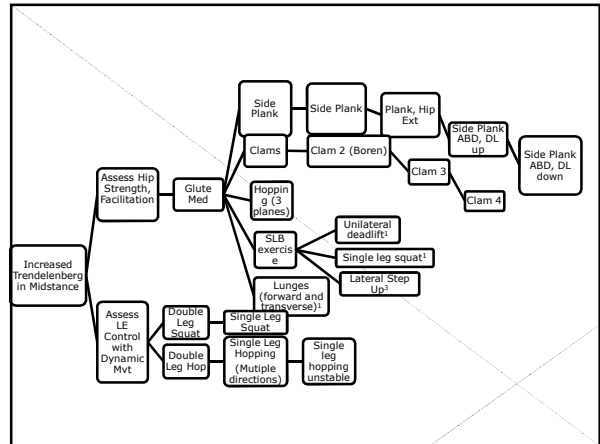 Increased
Trendelenberg
in Midstance
Assess Hip
Strength,
Facilitation
Glute
Med
Side
Plank
Side Plank
Plank, Hip
Ext
Side Plank
ABD, DL
up
Side Plank
ABD, DL
down
Clams
Clam 2 (Boren)
Clam 3
Clam 4
Hoppin
g (3
planes)
SLB
exercis
e
Unilateral
deadlift¹
Single leg squat¹
Lateral Step
Up³
Lunges
(forward and
transverse)¹
Assess LE
Control
with
Dynamic
Mvt
Double
Leg
Squat
Single Leg
Squat
Double
Leg Hop
Single Leg
Hopping
(Mutiple
directions)
Single
leg
hopping
unstable